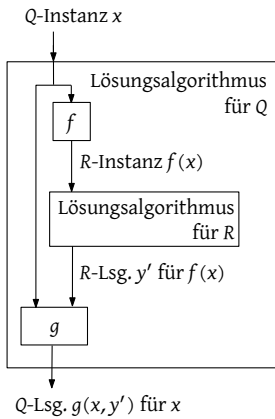 Q-Instanz x
Lösungsalgorithmus
für Q
f
R-Instanz f(x)
Lösungsalgorithmus
für R
R-Lsg. y′ für f(x)
g
Q-Lsg. g(x, y′) für x